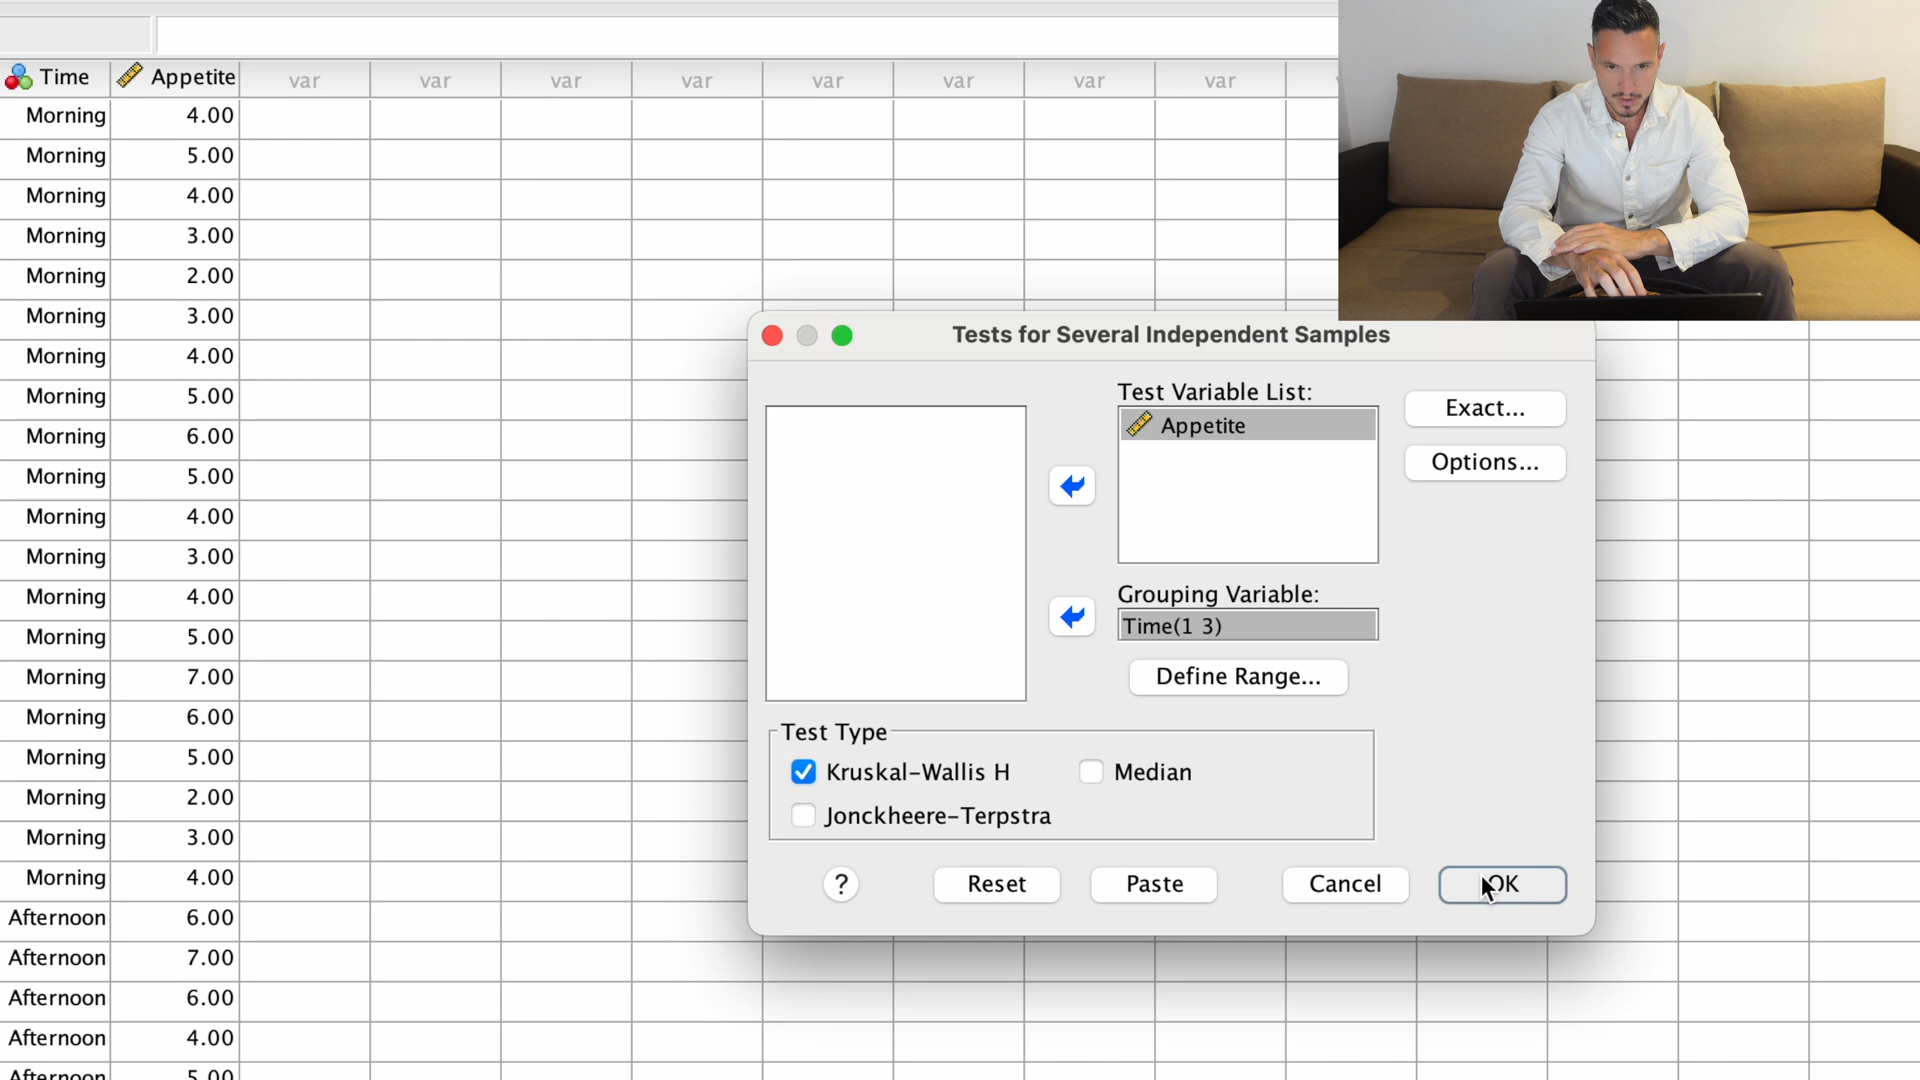 Time Appetite var var var var var var var var
Morning 4.00
Morning 5.00
Morning 4.00
Morning 3.00
Morning 2.00
Morning 3.00
Morning 4.00
Morning 5.00
Morning 6.00
Morning 5.00
Morning 4.00
Morning 3.00
Morning 4.00
Morning 5.00
Morning 7.00
Morning 6.00
Morning 5.00
Morning 2.00
Morning 3.00
Morning 4.00
Afternoon 6.00
Afternoon 7.00
Afternoon 6.00
Afternoon 4.00
Afternoon 5.00
Tests for Several Independent Samples
Test Variable List:
Appetite
Exact...
Options...
Grouping Variable:
Time(1 3)
Define Range...
Test Type
Kruskal-Wallis H
Median
Jonckheere-Terpstra
?
Reset
Paste
Cancel
OK